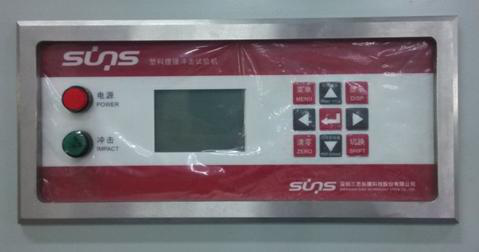 SUNS
塑料摆锤冲击试验机
电源
POWER
菜单
MENU
DISP
冲击
IMPACT
清零
ZERO
切换
SHIFT
SUNS
深圳三思纵横科技股份有限公司